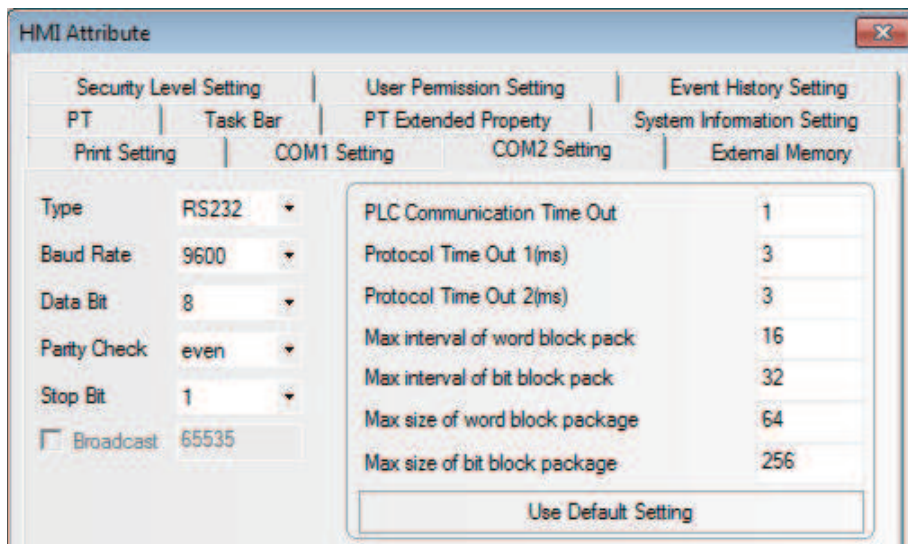 HMI Attribute
Security Level Setting User Permission Setting Event History Setting
PT Task Bar PT Extended Property System Information Setting
Print Setting COM1 Setting COM2 Setting External Memory
Type RS232
Baud Rate 9600
Data Bit 8
Parity Check even
Stop Bit 1
Broadcast 65535
PLC Communication Time Out 1
Protocol Time Out 1(ms) 3
Protocol Time Out 2(ms) 3
Max interval of word block pack 16
Max interval of bit block pack 32
Max size of word block package 64
Max size of bit block package 256
Use Default Setting